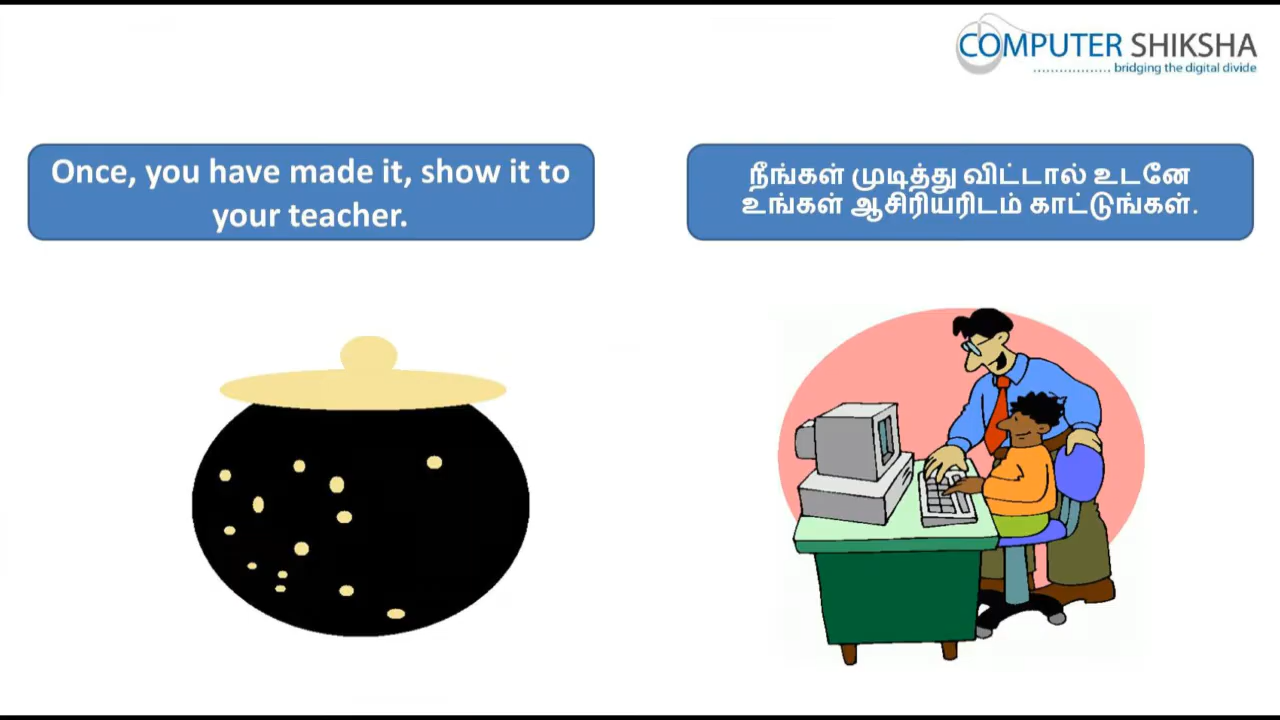 COMPUTER SHIKSHA
bridging the digital divide
Once, you have made it, show it to
your teacher.
நீங்கள் முடித்து விட்டால் உடனே
உங்கள் ஆசிரியரிடம் காட்டுங்கள்.